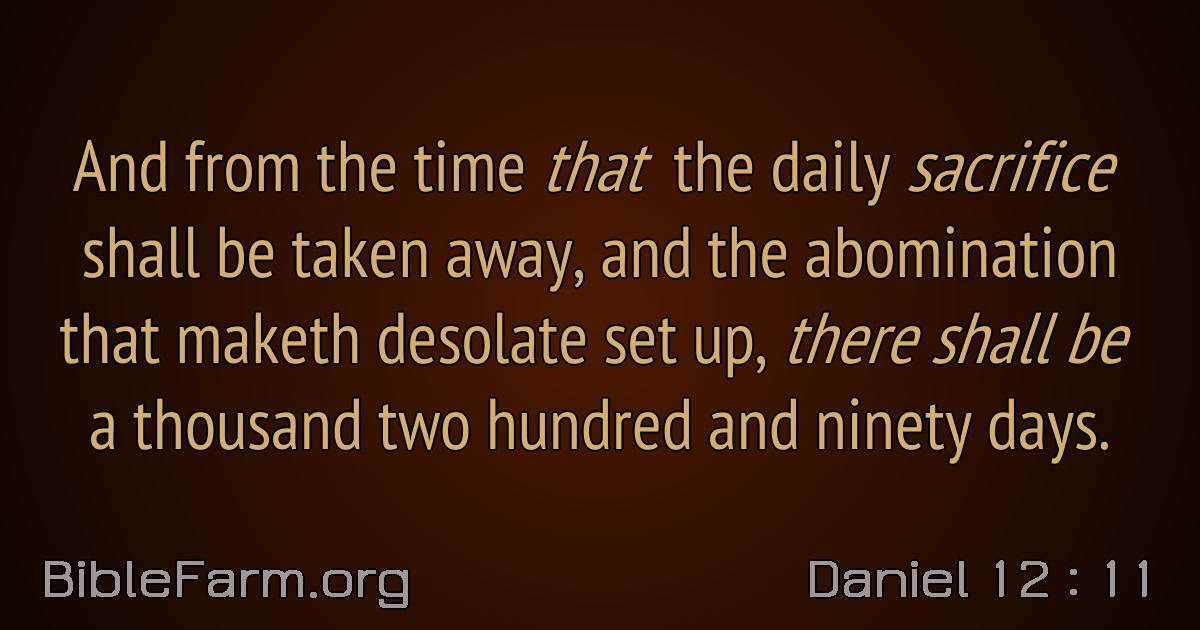 And from the time that the daily sacrifice
shall be taken away, and the abomination
that maketh desolate set up, there shall be
a thousand two hundred and ninety days.
BibleFarm.org
Daniel 12 : 11